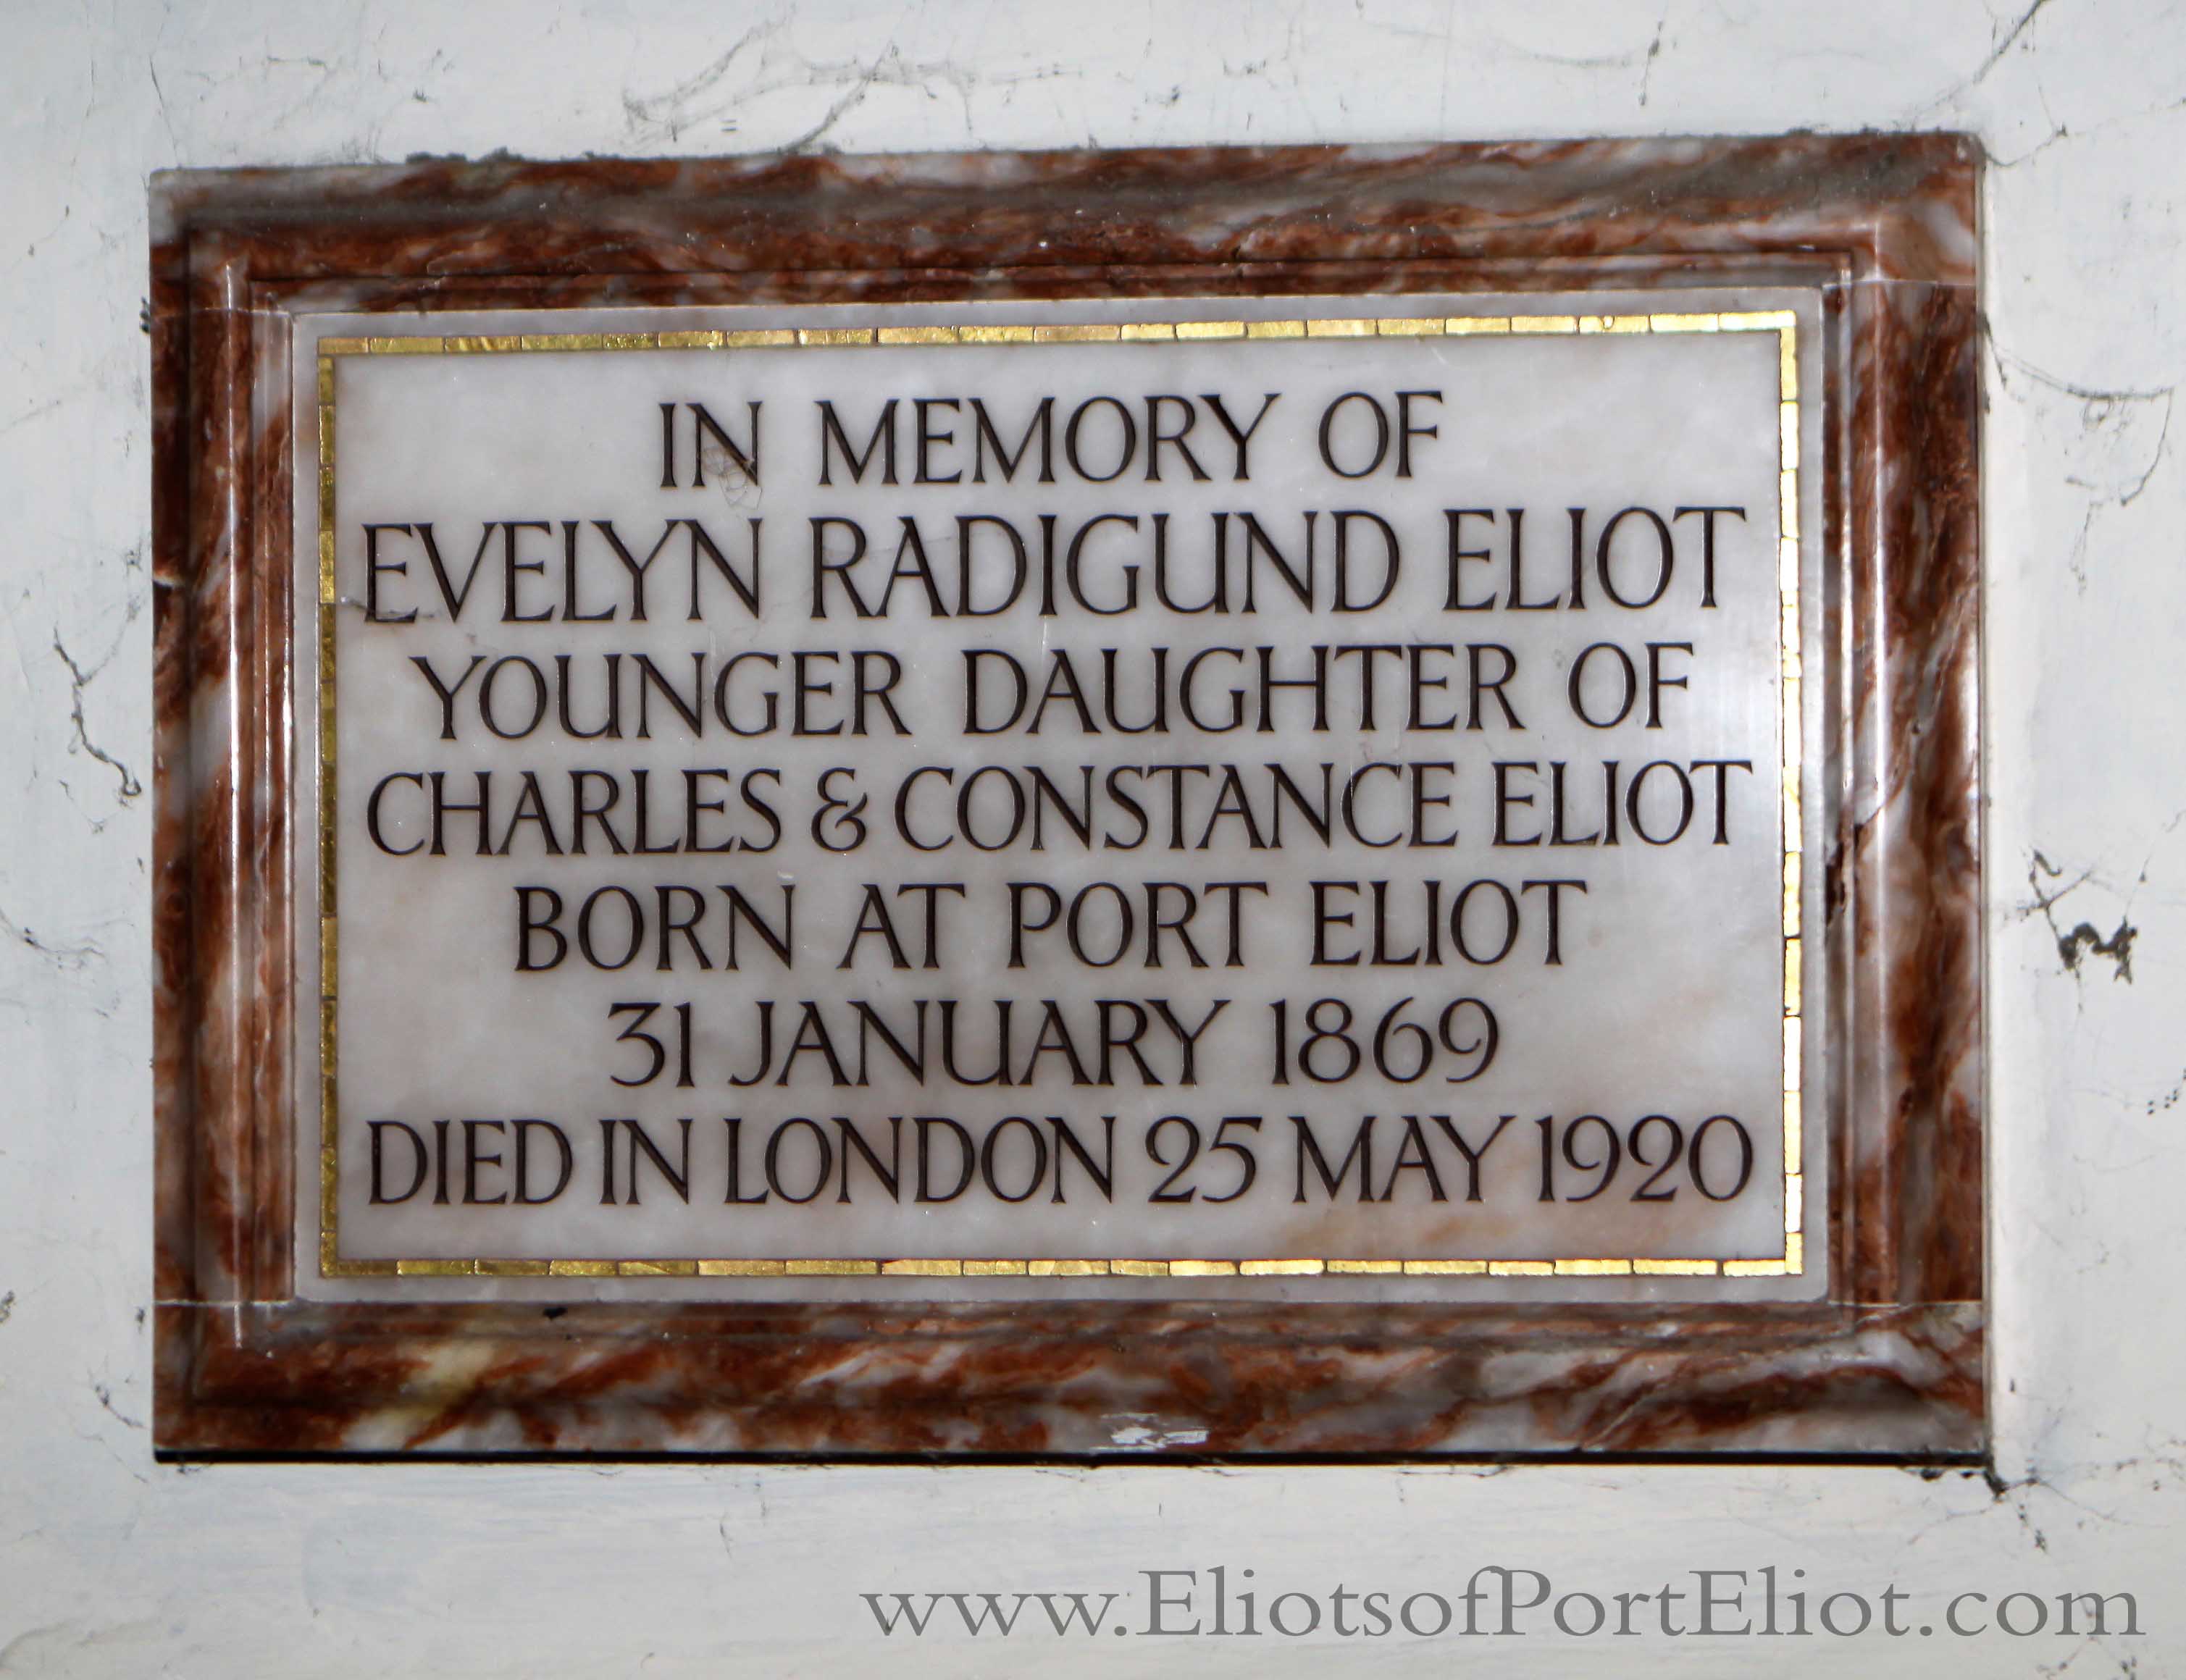 IN MEMORY OF
EVELYN RADIGUND ELIOT
YOUNGER DAUGHTER OF
CHARLES & CONSTANCE ELIOT
BORN AT PORT ELIOT
31 JANUARY 1869
DIED IN LONDON 25 MAY 1920
www.EliotsofPortEliot.com